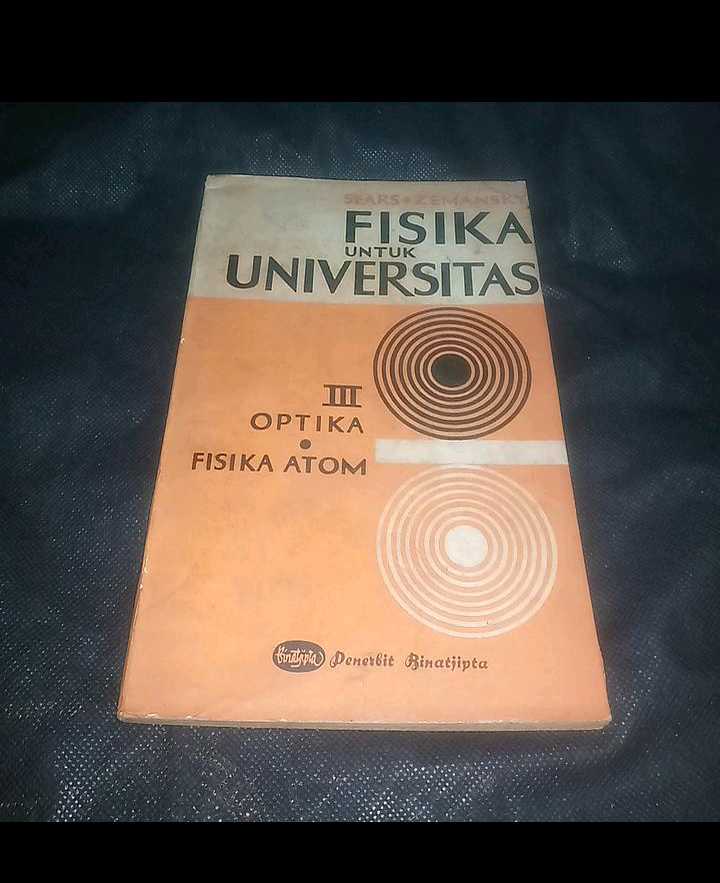 SEARS • ZEMANSKY
FISIKA
UNTUK
UNIVERSITAS
III
OPTIKA
•
FISIKA ATOM
Binatjipta Penerbit Binatjipta